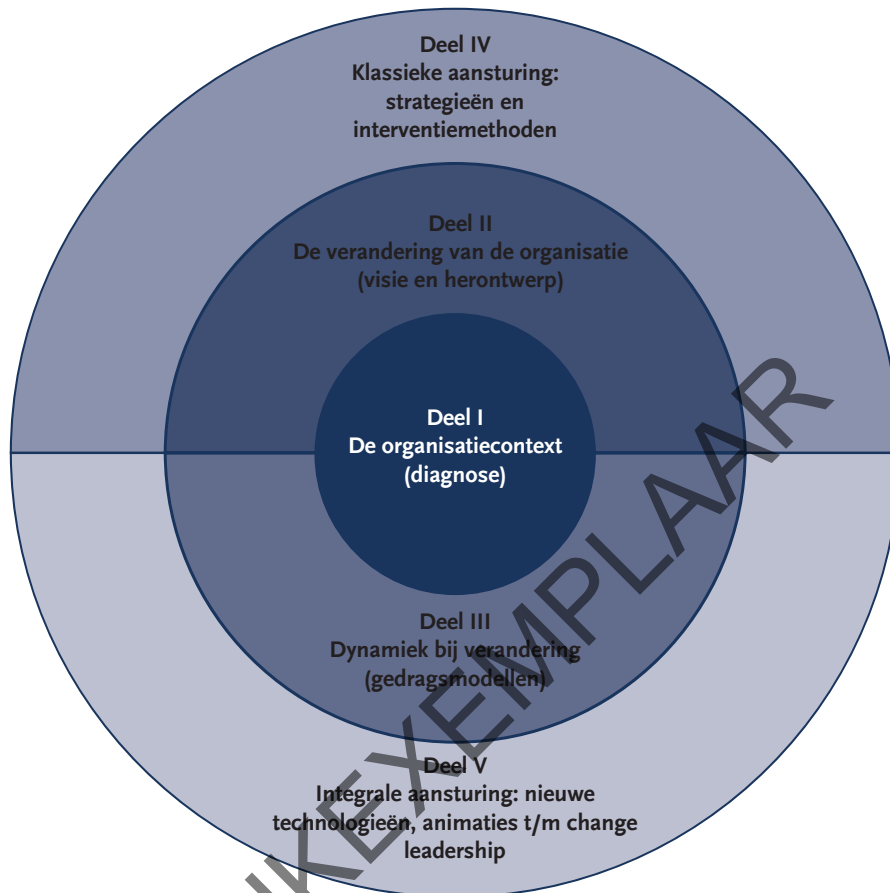 Deel IV
Klassieke aansturing:
strategieën en
interventiemethoden
Deel II
De verandering van de organisatie
(visie en herontwerp)
Deel I
De organisatiecontext
(diagnose)
Deel III
Dynamiek bij verandering
(gedragsmodellen)
Deel V
Integrale aansturing: nieuwe
technologieën, animaties t/m change
leadership